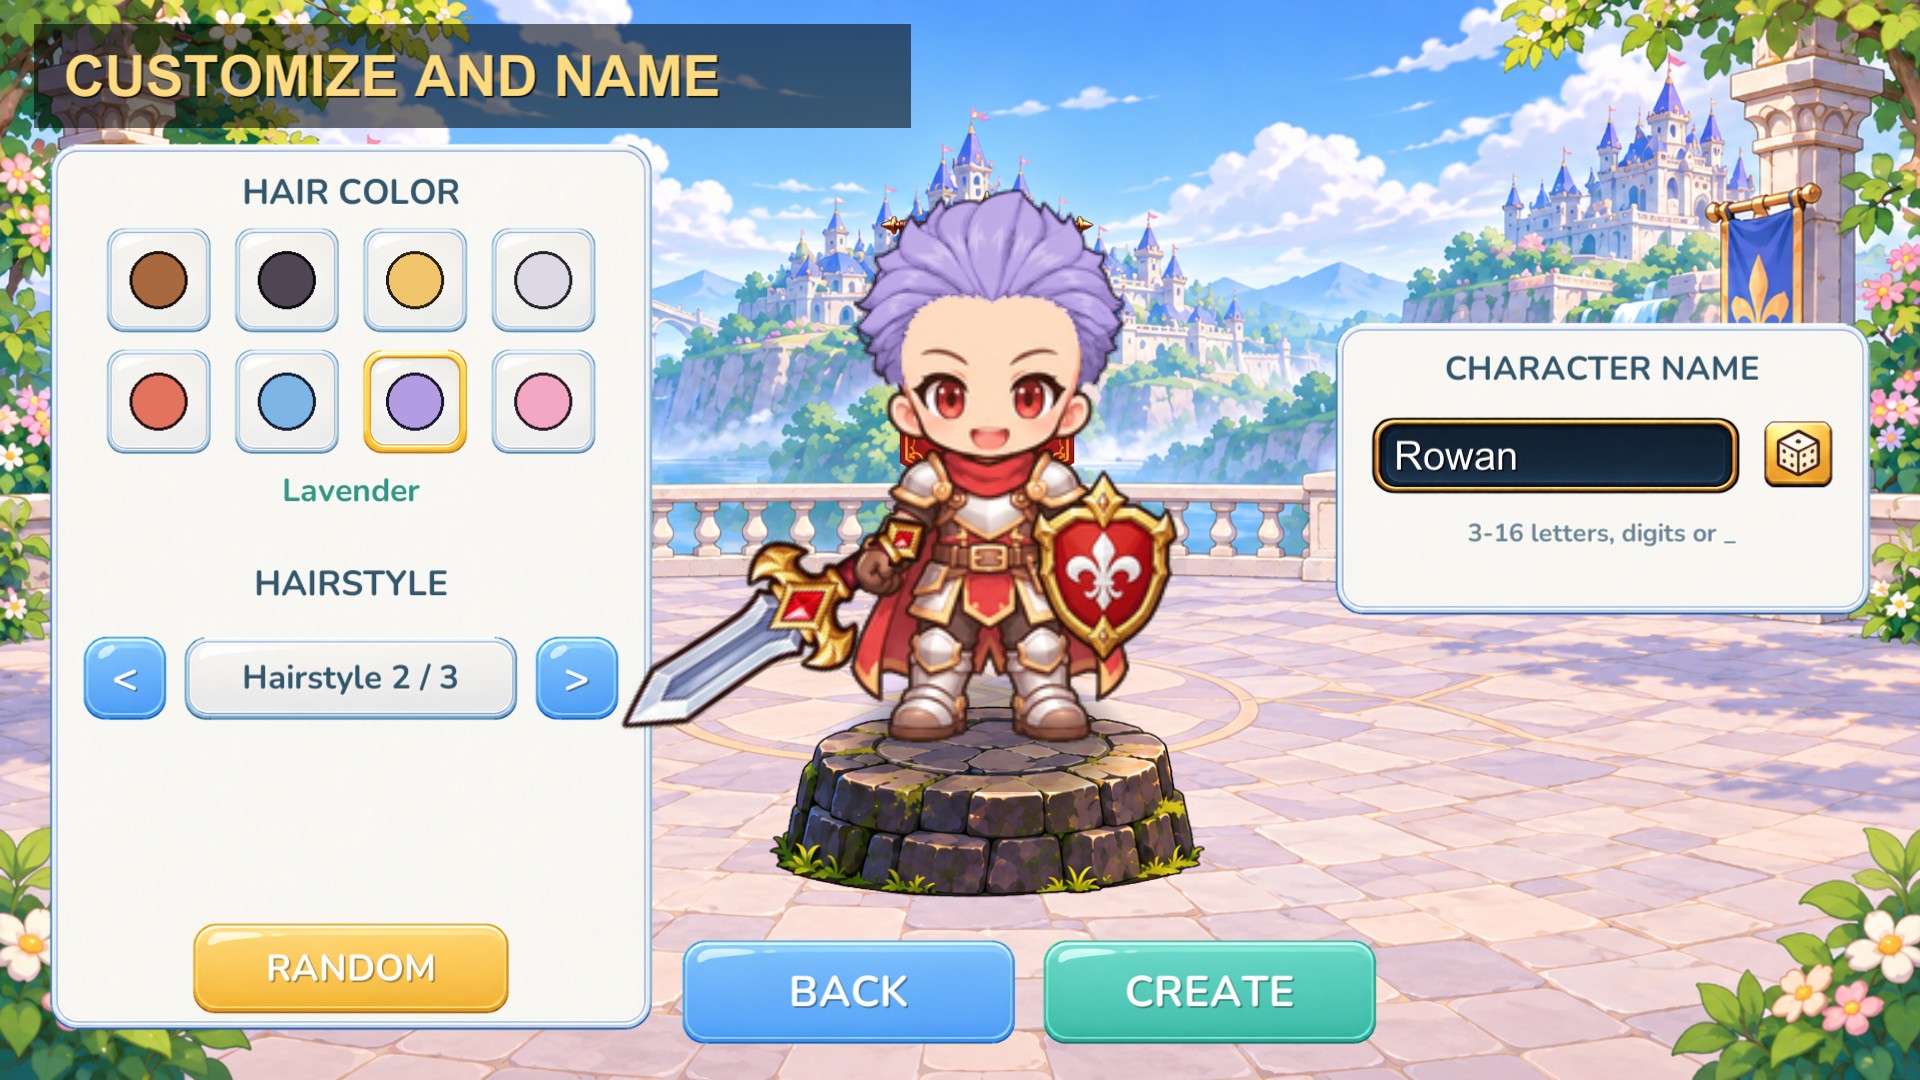 CUSTOMIZE AND NAME
HAIR COLOR
Lavender
HAIRSTYLE
<
Hairstyle 2 / 3
>
RANDOM
CHARACTER NAME
Rowan
3-16 letters, digits or _
BACK
CREATE